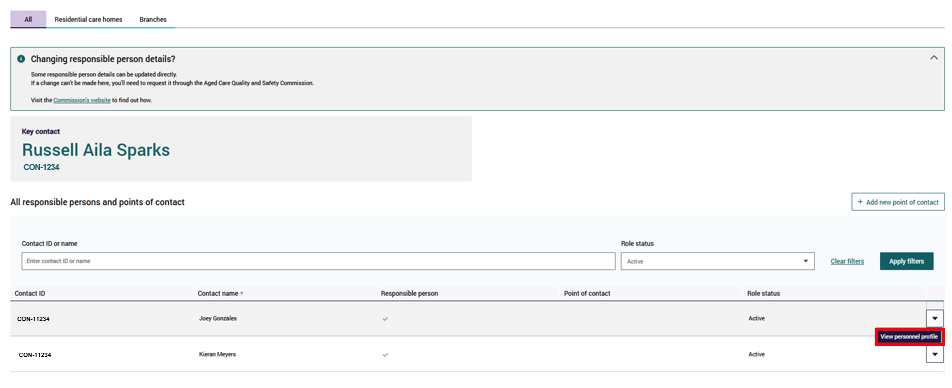 All Residential care homes Branches
Changing responsible person details?
Some responsible person details can be updated directly.
If a change can't be made here, you'll need to request it through the Aged Care Quality and Safety Commission.
Visit the Commission's website to find out how.
Key contact
Russell Aila Sparks
CON-1234
All responsible persons and points of contact
+ Add new point of contact
Contact ID or name Role status
Enter contact ID or name Active Clear filters Apply filters
Contact ID Contact name ↑ Responsible person Point of contact Role status
CON-11234 Joey Gonzales ✓ Active
View personnel profile
CON-11234 Kieran Meyers ✓ Active